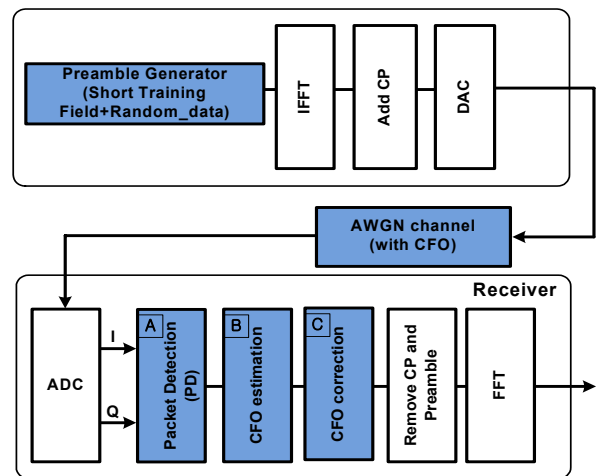 Preamble Generator
(Short Training
Field+Random_data)
IFFT
Add CP
DAC
AWGN channel
(with CFO)
Receiver
ADC
I
Q
A
Packet Detection
(PD)
B
CFO estimation
C
CFO correction
Remove CP and
Preamble
FFT